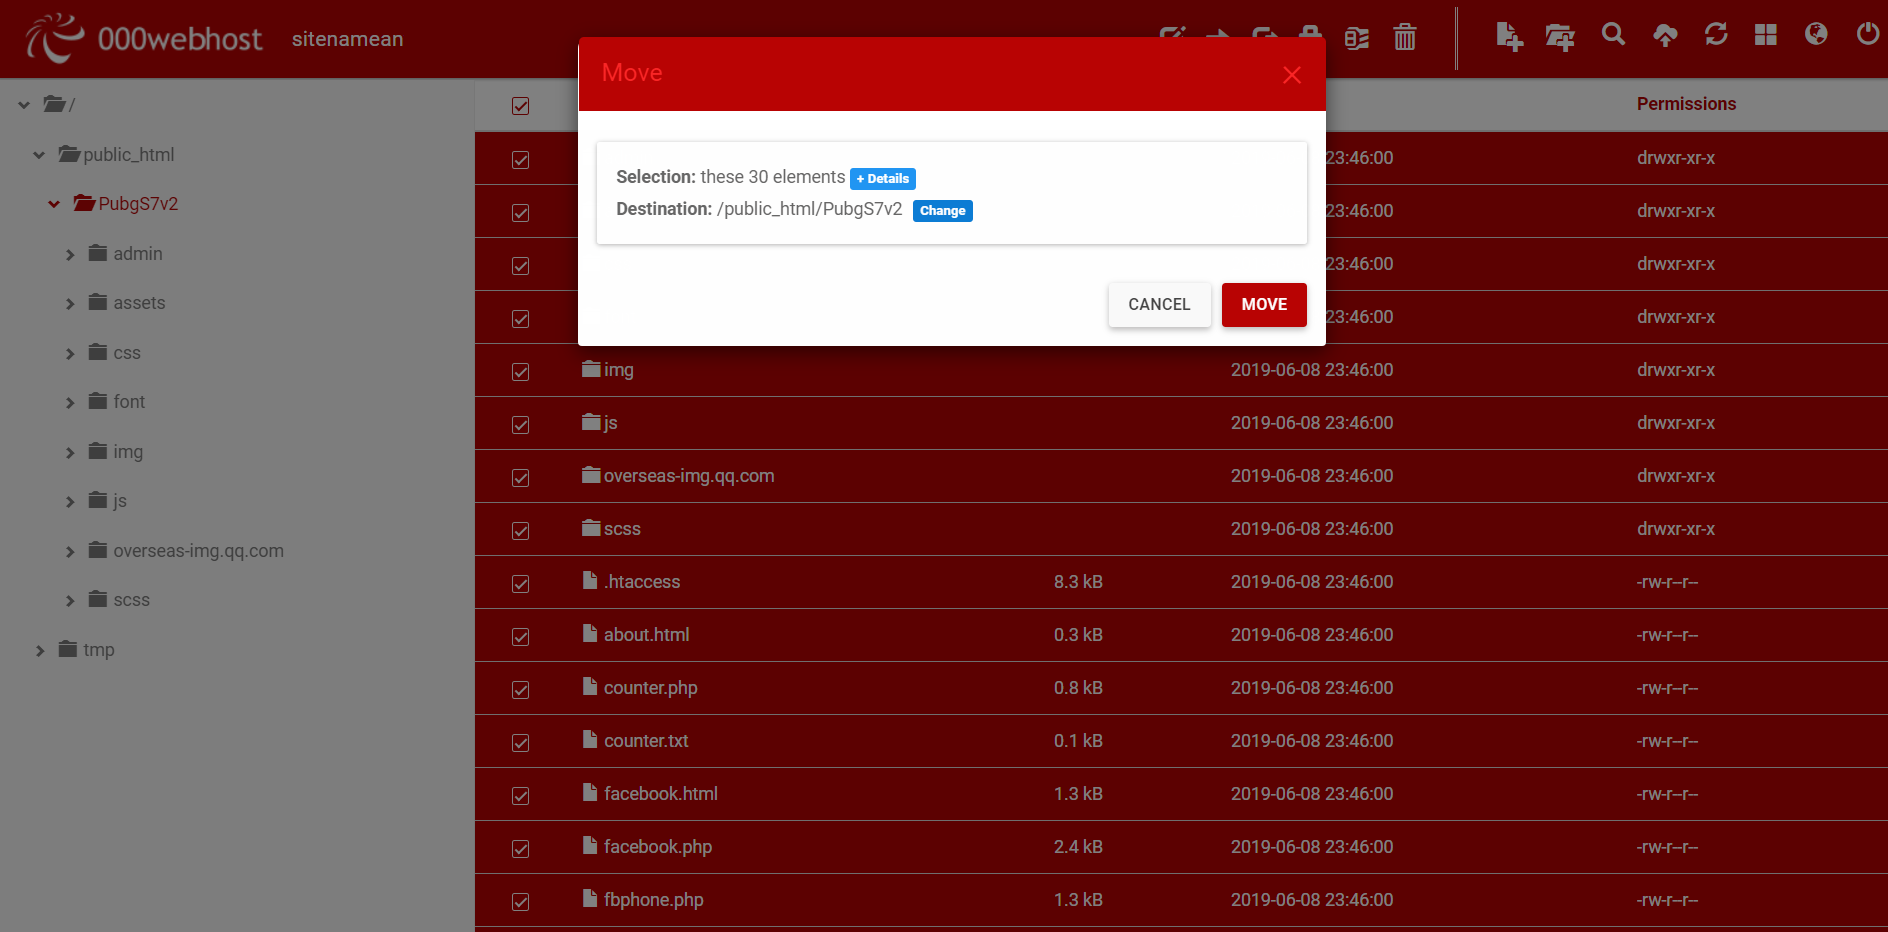 000webhost sitenamean
Move
/
Permissions
public_html
23:46:00 drwxr-xr-x
Selection: these 30 elements + Details
PubgS7v2
Destination: /public_html/PubgS7v2 Change
23:46:00 drwxr-xr-x
admin
23:46:00 drwxr-xr-x
assets
CANCEL MOVE
23:46:00 drwxr-xr-x
css
img 2019-06-08 23:46:00 drwxr-xr-x
font
js 2019-06-08 23:46:00 drwxr-xr-x
img
overseas-img.qq.com 2019-06-08 23:46:00 drwxr-xr-x
js
scss 2019-06-08 23:46:00 drwxr-xr-x
overseas-img.qq.com
.htaccess 8.3 kB 2019-06-08 23:46:00 -rw-r--r--
scss
about.html 0.3 kB 2019-06-08 23:46:00 -rw-r--r--
tmp
counter.php 0.8 kB 2019-06-08 23:46:00 -rw-r--r--
counter.txt 0.1 kB 2019-06-08 23:46:00 -rw-r--r--
facebook.html 1.3 kB 2019-06-08 23:46:00 -rw-r--r--
facebook.php 2.4 kB 2019-06-08 23:46:00 -rw-r--r--
fbphone.php 1.3 kB 2019-06-08 23:46:00 -rw-r--r--